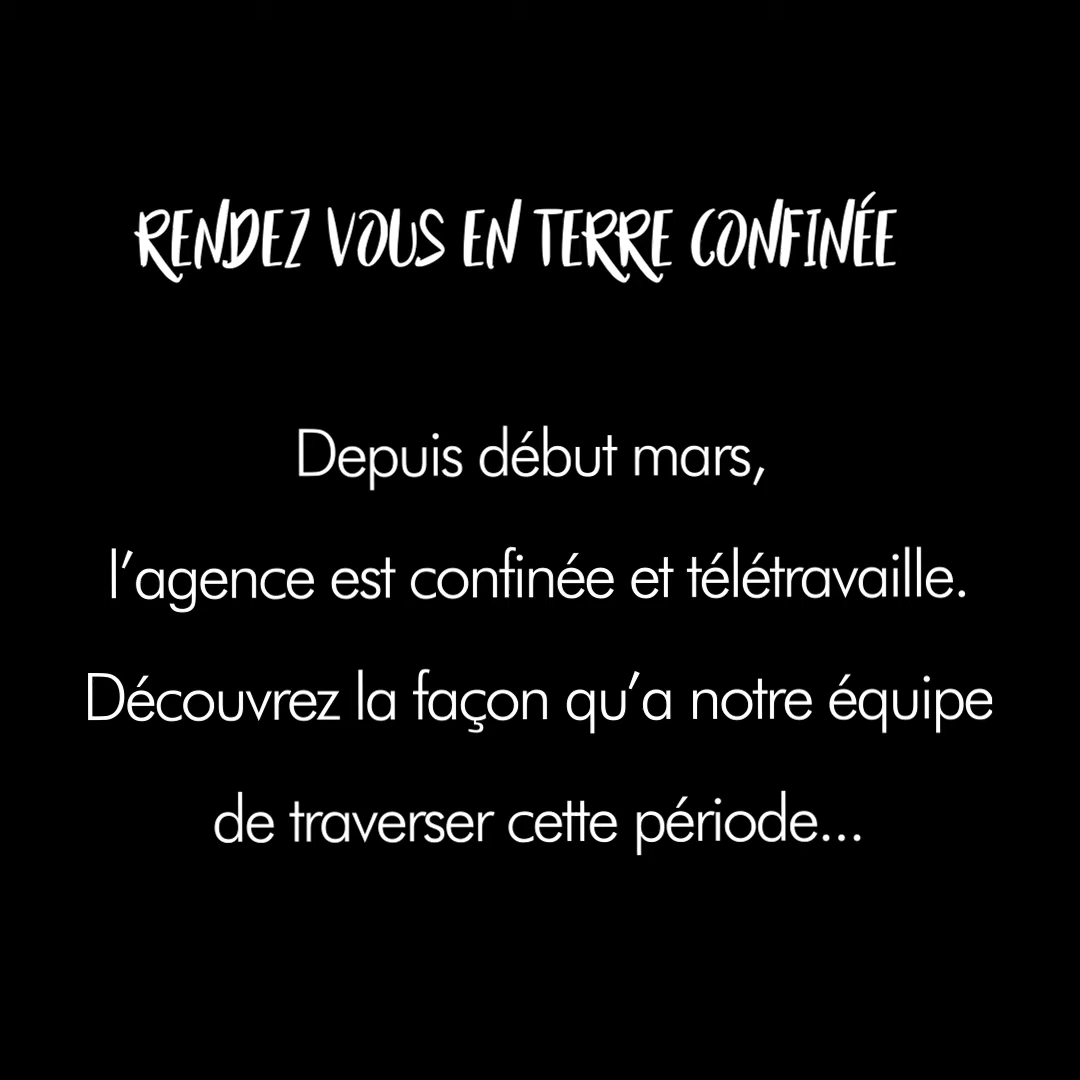 RENDEZ VOUS EN TERRE CONFINÉE
Depuis début mars,
l’agence est confinée et télétravaille.
Découvrez la façon qu’a notre équipe
de traverser cette période...